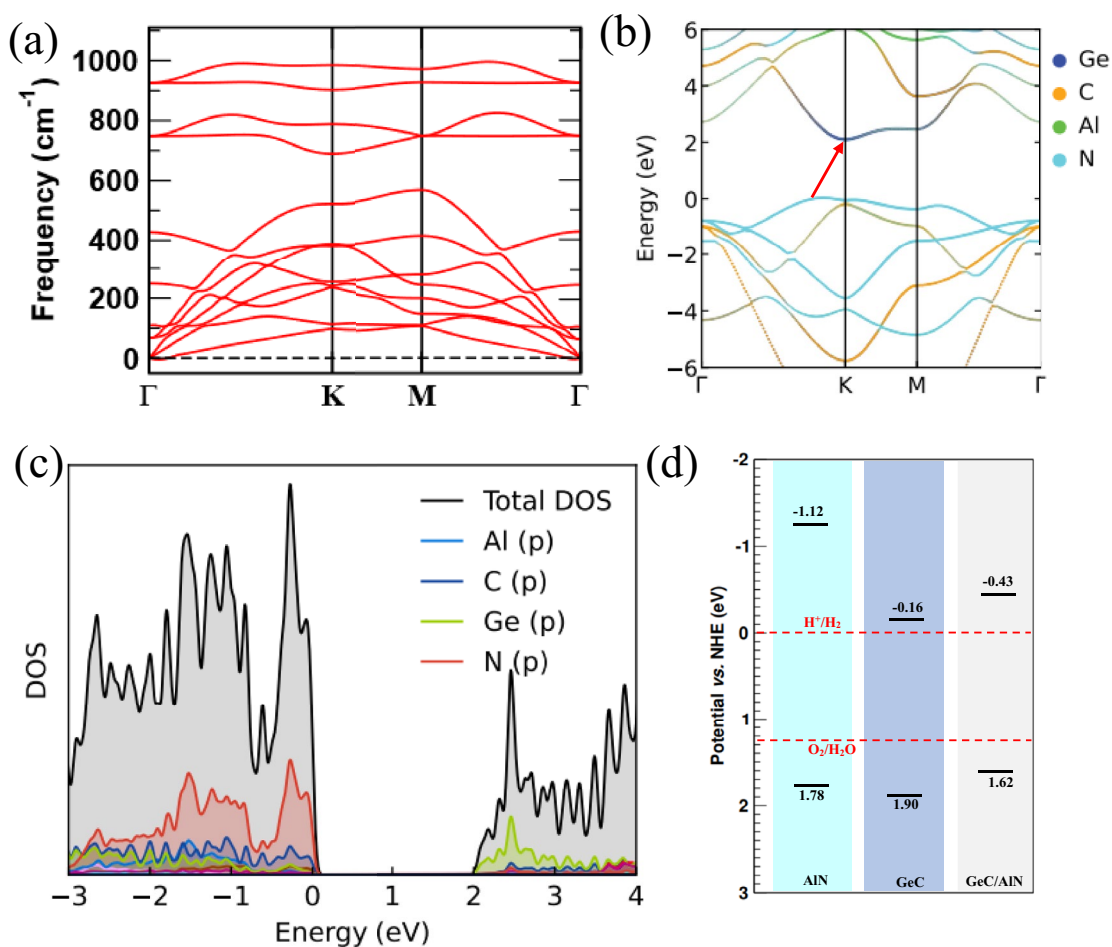 (a)
Frequency (cm⁻¹)
1000
800
600
400
200
0
Γ K M Γ
(b)
Energy (eV)
6
4
2
0
−2
−4
−6
Γ K M Γ
Ge
C
Al
N
(c)
DOS
Total DOS
Al (p)
C (p)
Ge (p)
N (p)
−3 −2 −1 0 1 2 3 4
Energy (eV)
(d)
Potential vs. NHE (eV)
-2
-1
0
1
2
3
-1.12
-0.16
-0.43
H⁺/H₂
O₂/H₂O
1.78
1.90
1.62
AlN GeC GeC/AlN